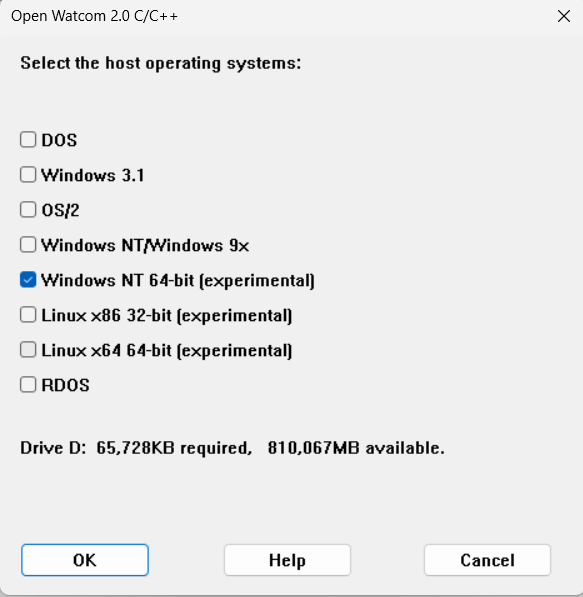 Open Watcom 2.0 C/C++
Select the host operating systems:
DOS
Windows 3.1
OS/2
Windows NT/Windows 9x
Windows NT 64-bit (experimental)
Linux x86 32-bit (experimental)
Linux x64 64-bit (experimental)
RDOS
Drive D:  65,728KB required,   810,067MB available.
OK Help Cancel